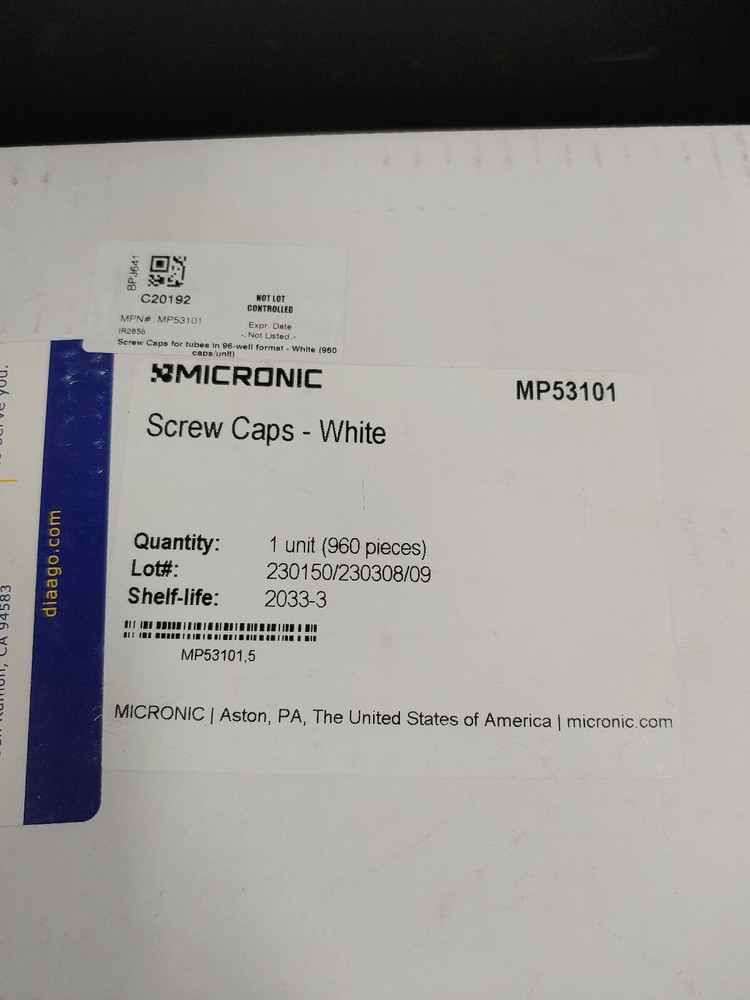 BPJ641
C20192
NOT LOT
CONTROLLED
MPN# MP53101
Expr. Date
IR2855
- Not Listed -
Screw Caps for tubes in 96-well format - White (960
caps/unit)
MICRONIC
MP53101
Screw Caps - White
Quantity: 1 unit (960 pieces)
Lot#: 230150/230308/09
Shelf-life: 2033-3
MP53101,5
MICRONIC | Aston, PA, The United States of America | micronic.com
diaago.com
you.
CA 94583